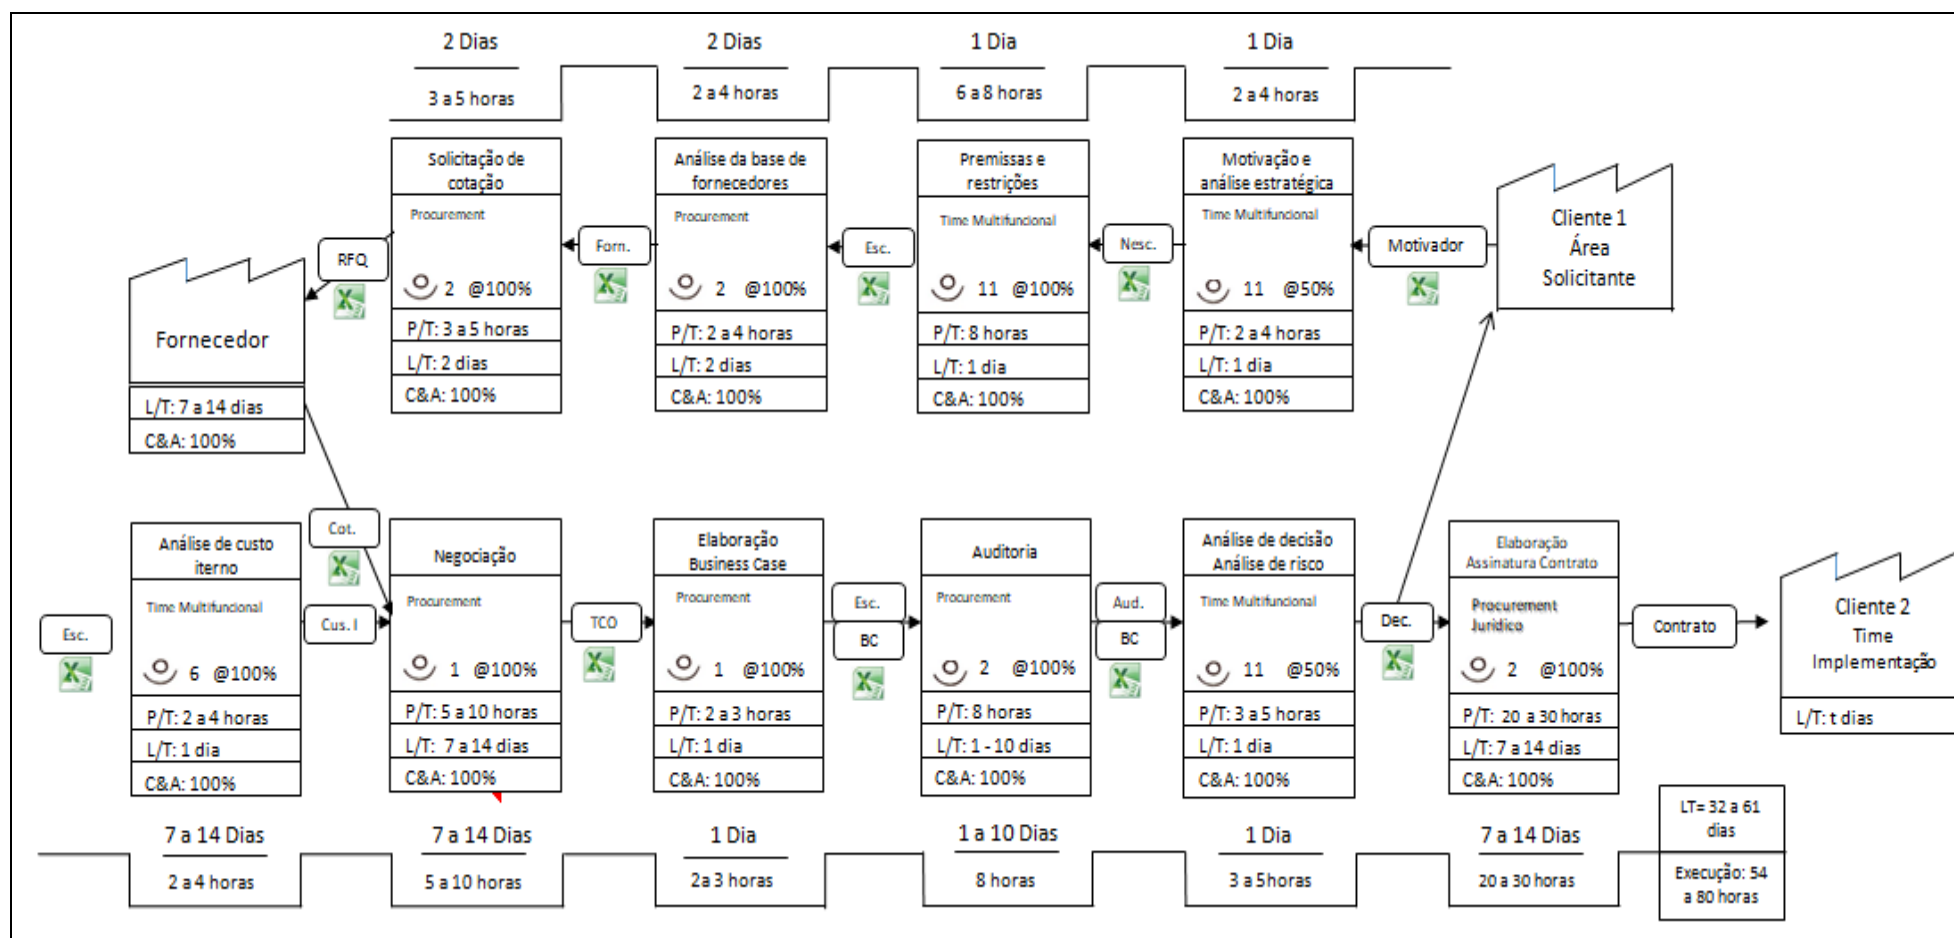 2 Dias
3 a 5 horas
2 Dias
2 a 4 horas
1 Dia
6 a 8 horas
1 Dia
2 a 4 horas
Solicitação de
cotação
Procurement
2 @100%
P/T: 3 a 5 horas
L/T: 2 dias
C&A: 100%
Análise da base de
fornecedores
Procurement
2 @100%
P/T: 2 a 4 horas
L/T: 2 dias
C&A: 100%
Premissas e
restrições
Time Multifuncional
11 @100%
P/T: 8 horas
L/T: 1 dia
C&A: 100%
Motivação e
análise estratégica
Time Multifuncional
11 @50%
P/T: 2 a 4 horas
L/T: 1 dia
C&A: 100%
RFQ
Forn.
Esc.
Nesc.
Motivador
Cliente 1
Área
Solicitante
Fornecedor
L/T: 7 a 14 dias
C&A: 100%
Esc.
Análise de custo
iterno
Time Multifuncional
6 @100%
P/T: 2 a 4 horas
L/T: 1 dia
C&A: 100%
Cot.
Cus. I
Negociação
Procurement
1 @100%
P/T: 5 a 10 horas
L/T: 7 a 14 dias
C&A: 100%
TCO
Elaboração
Business Case
Procurement
1 @100%
P/T: 2 a 3 horas
L/T: 1 dia
C&A: 100%
Esc.
BC
Auditoria
Procurement
2 @100%
P/T: 8 horas
L/T: 1 - 10 dias
C&A: 100%
Aud.
BC
Análise de decisão
Análise de risco
Time Multifuncional
11 @50%
P/T: 3 a 5 horas
L/T: 1 dia
C&A: 100%
Dec.
Elaboração
Assinatura Contrato
Procurement
Jurídico
2 @100%
P/T: 20 a 30 horas
L/T: 7 a 14 dias
C&A: 100%
Contrato
Cliente 2
Time
Implementação
L/T: t dias
7 a 14 Dias
2 a 4 horas
7 a 14 Dias
5 a 10 horas
1 Dia
2a 3 horas
1 a 10 Dias
8 horas
1 Dia
3 a 5horas
7 a 14 Dias
20 a 30 horas
LT= 32 a 61
dias
Execução: 54
a 80 horas